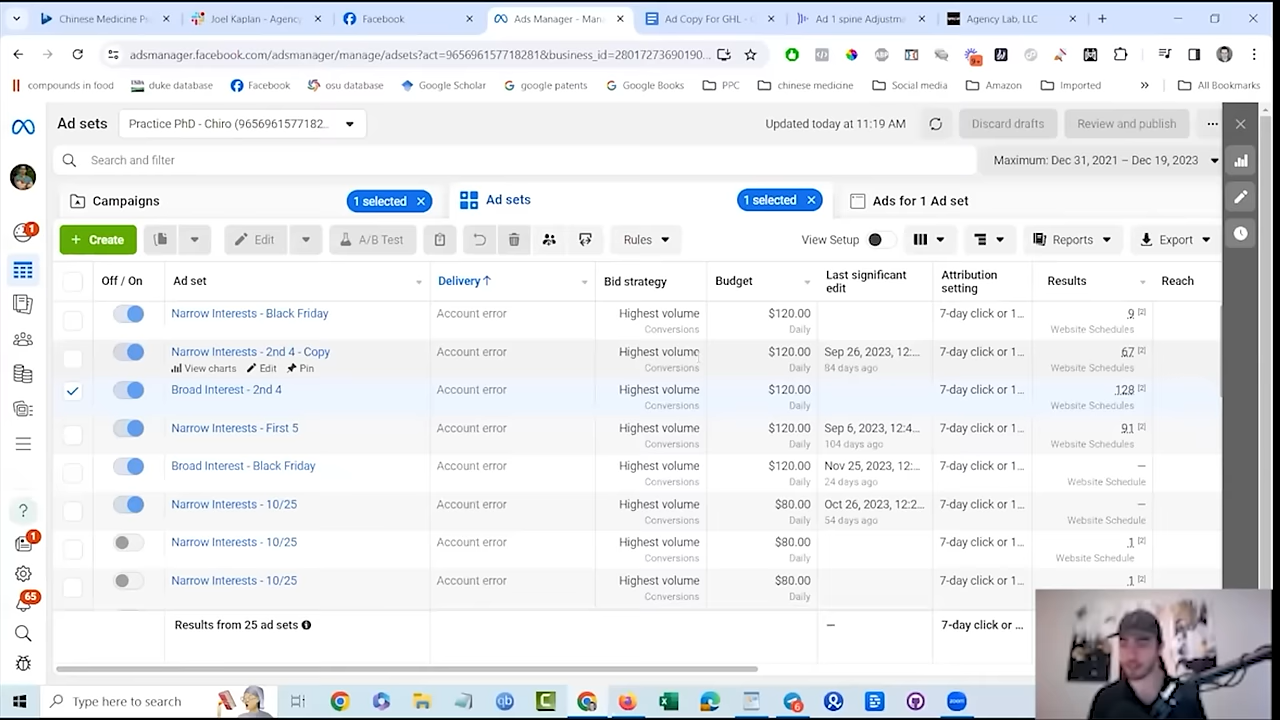 Chinese Medicine P
Joel Kaplan - Agency
Facebook
Ads Manager - Man
Ad Copy For GHL - G
Ad 1 spine Adjustme
Agency Lab, LLC
adsmanager.facebook.com/adsmanager/manage/adsets?act=965696157718281&business_id=28017273690190...
compounds in food
duke database
Facebook
osu database
Google Scholar
google patents
Google Books
PPC
chinese medicine
Social media
Amazon
Imported
»
All Bookmarks
Ad sets
Practice PhD - Chiro (9656961577182...
Updated today at 11:19 AM
Discard drafts
Review and publish
...
Search and filter
Maximum: Dec 31, 2021 – Dec 19, 2023
Campaigns
1 selected
Ad sets
1 selected
Ads for 1 Ad set
+ Create
Edit
A/B Test
Rules
View Setup
Reports
Export
Off / On
Ad set
Delivery ↑
Bid strategy
Budget
Last significant edit
Attribution setting
Results
Reach
Narrow Interests - Black Friday
Account error
Highest volume
Conversions
$120.00
Daily
7-day click or 1...
9 [2]
Website Schedules
Narrow Interests - 2nd 4 - Copy
View charts
Edit
Pin
Account error
Highest volume
Conversions
$120.00
Daily
Sep 26, 2023, 12:...
84 days ago
7-day click or 1...
67 [2]
Website Schedules
Broad Interest - 2nd 4
Account error
Highest volume
Conversions
$120.00
Daily
7-day click or 1...
128 [2]
Website Schedules
Narrow Interests - First 5
Account error
Highest volume
Conversions
$120.00
Daily
Sep 6, 2023, 12:4...
104 days ago
7-day click or 1...
91 [2]
Website Schedules
Broad Interest - Black Friday
Account error
Highest volume
Conversions
$120.00
Daily
Nov 25, 2023, 12:...
24 days ago
7-day click or 1...
—
Website Schedule
Narrow Interests - 10/25
Account error
Highest volume
Conversions
$80.00
Daily
Oct 26, 2023, 12:2...
54 days ago
7-day click or 1...
—
Website Schedule
Narrow Interests - 10/25
Account error
Highest volume
Conversions
$80.00
Daily
7-day click or 1...
1 [2]
Website Schedule
Narrow Interests - 10/25
Account error
Highest volume
Conversions
$80.00
Daily
7-day click or 1...
1 [2]
Results from 25 ad sets
—
7-day click or ...
1
1
65
Type here to search